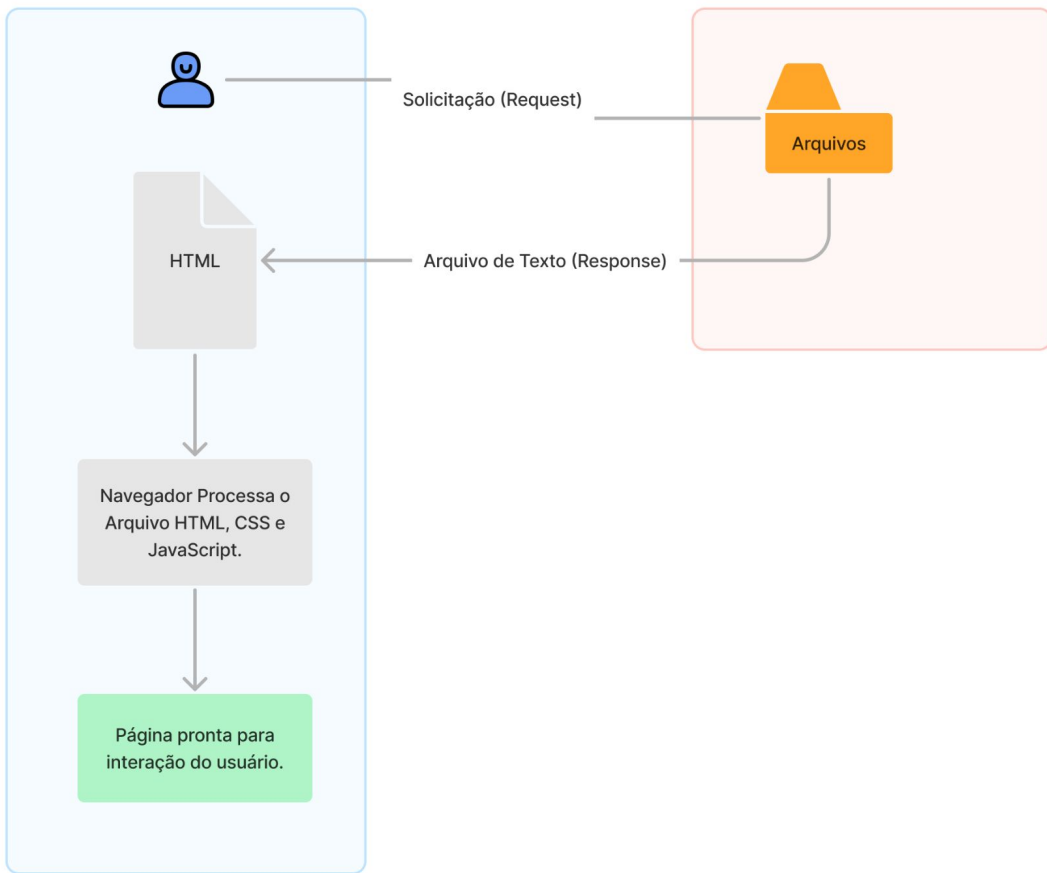 Solicitação (Request)
Arquivos
HTML
Arquivo de Texto (Response)
Navegador Processa o
Arquivo HTML, CSS e
JavaScript.
Página pronta para
interação do usuário.